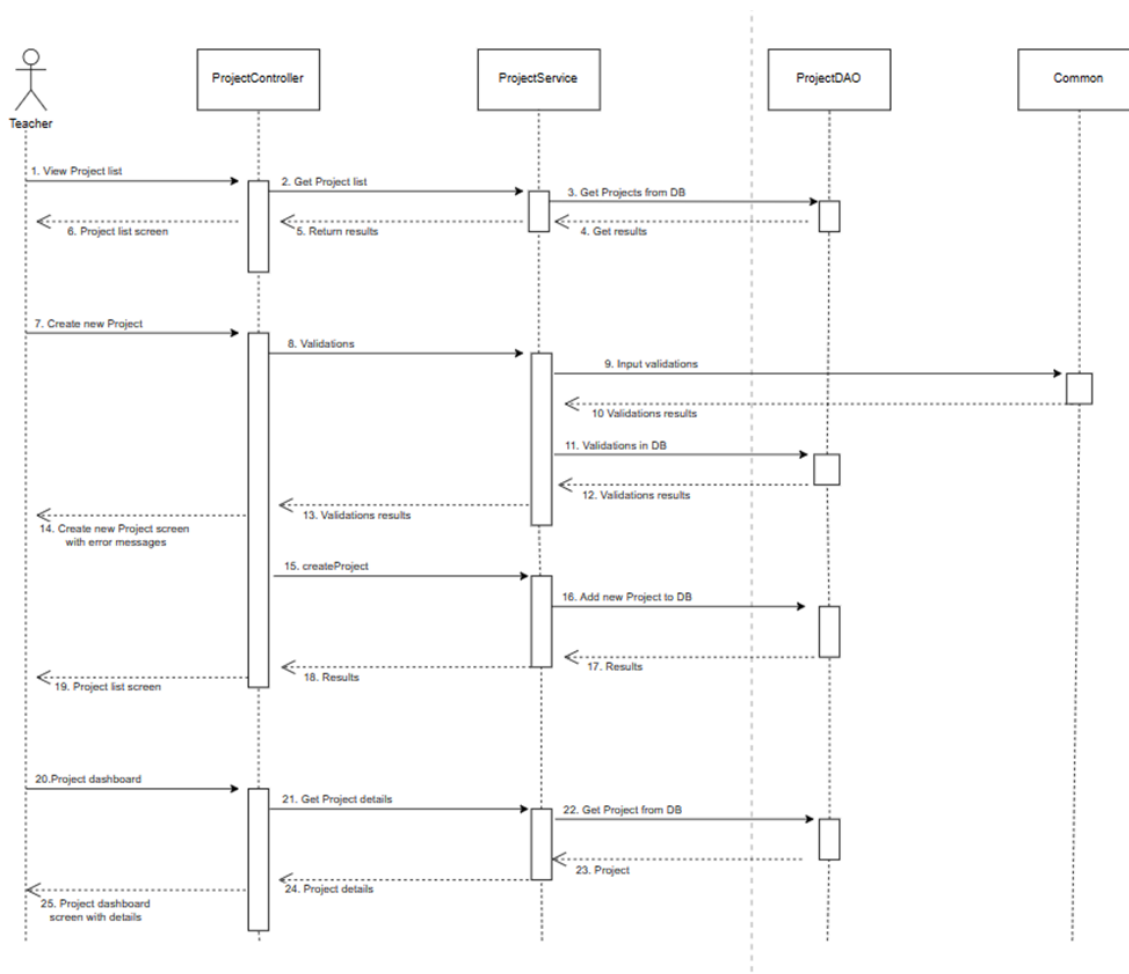 ProjectController
ProjectService
ProjectDAO
Common
Teacher
1. View Project list
2. Get Project list
3. Get Projects from DB
4. Get results
5. Return results
6. Project list screen
7. Create new Project
8. Validations
9. Input validations
10 Validations results
11. Validations in DB
12. Validations results
13. Validations results
14. Create new Project screen
with error messages
15. createProject
16. Add new Project to DB
17. Results
18. Results
19. Project list screen
20.Project dashboard
21. Get Project details
22. Get Project from DB
23. Project
24. Project details
25. Project dashboard
screen with details